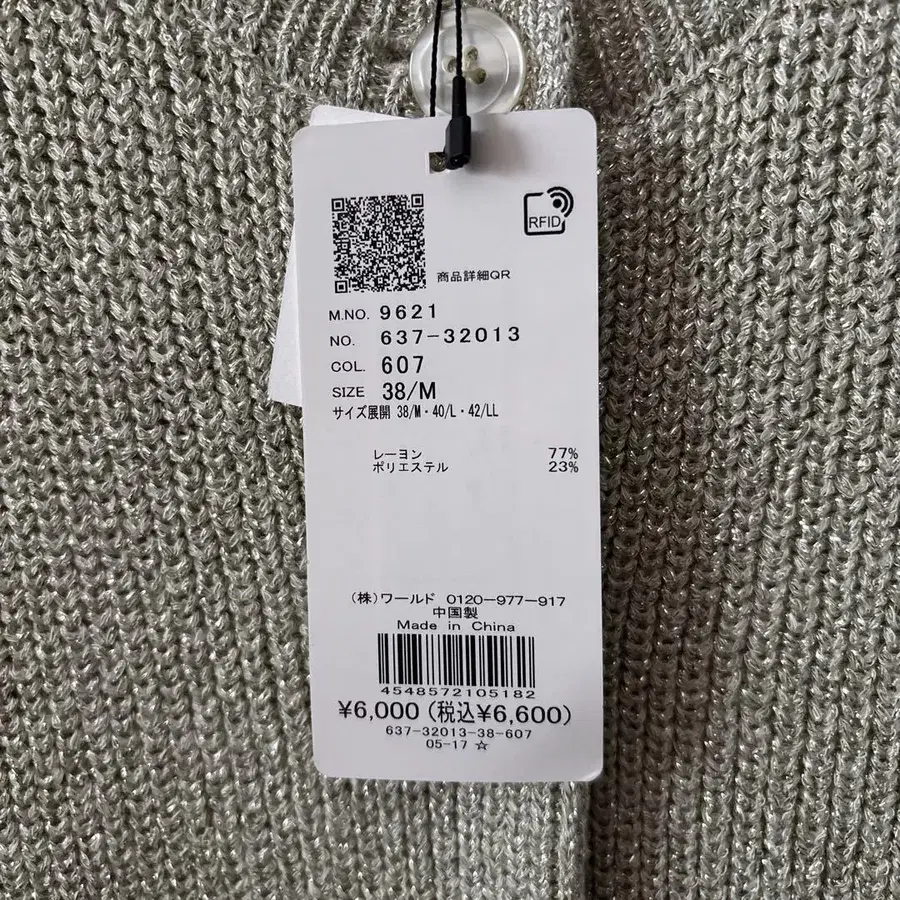 RFID
商品詳細QR
M.NO. 9621
NO. 637-32013
COL. 607
SIZE 38/M
サイズ展開 38/M・40/L・42/LL
レーヨン 77%
ポリエステル 23%
(株)ワールド 0120-977-917
中国製
Made in China
4548572105182
¥6,000(税込¥6,600)
637-32013-38-607
05-17 ☆